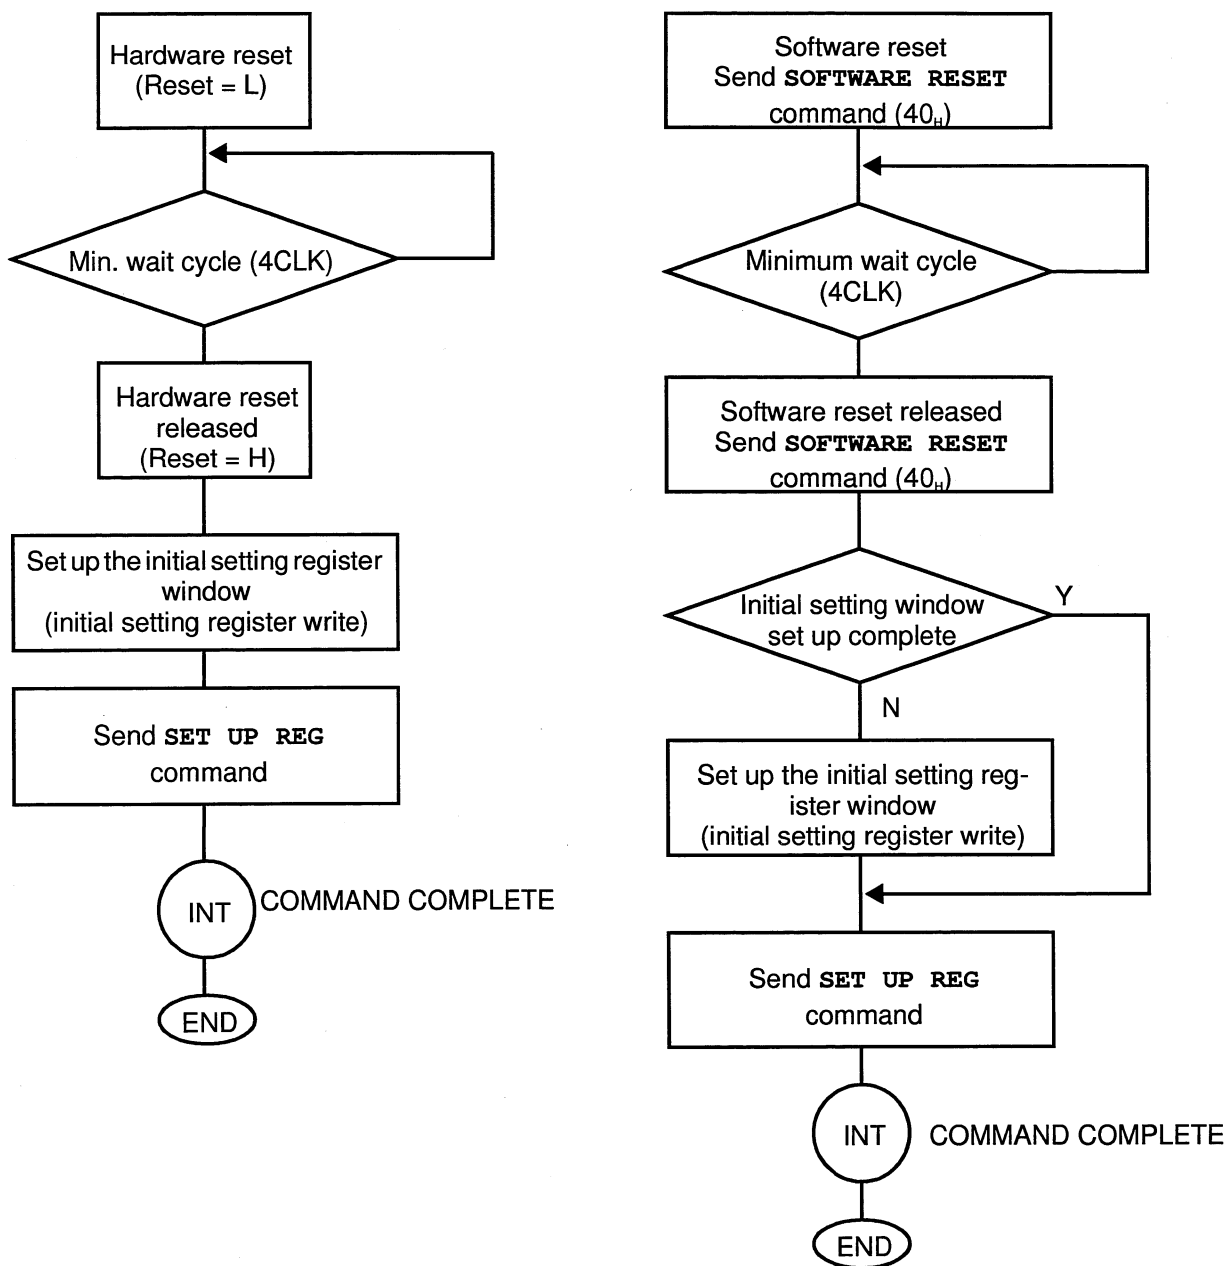 Hardware reset
(Reset = L)
Min. wait cycle (4CLK)
Hardware reset
released
(Reset = H)
Set up the initial setting register
window
(initial setting register write)
Send SET UP REG
command
INT
COMMAND COMPLETE
END
Software reset
Send SOFTWARE RESET
command (40H)
Minimum wait cycle
(4CLK)
Software reset released
Send SOFTWARE RESET
command (40H)
Initial setting window
set up complete
Y
N
Set up the initial setting reg-
ister window
(initial setting register write)
Send SET UP REG
command
INT
COMMAND COMPLETE
END